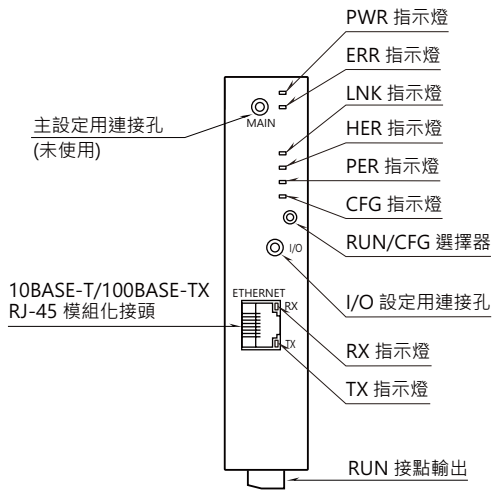 PWR 指示燈
ERR 指示燈
LNK 指示燈
主設定用連接孔
(未使用)
MAIN
HER 指示燈
PER 指示燈
CFG 指示燈
RUN/CFG 選擇器
I/O
10BASE-T/100BASE-TX
RJ-45 模組化接頭
ETHERNET
RX
I/O 設定用連接孔
TX
RX 指示燈
TX 指示燈
RUN 接點輸出